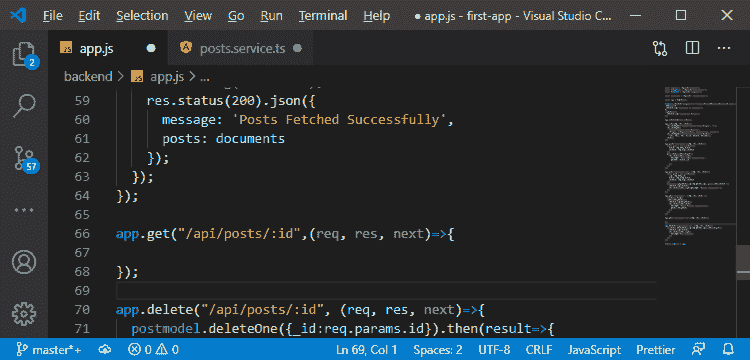 File Edit Selection View Go Run Terminal Help ● app.js - first-app - Visual Studio C...
JS app.js ● A posts.service.ts ●
backend > JS app.js > ...
59 res.status(200).json({
60 message: 'Posts Fetched Successfully',
61 posts: documents
62 });
63 });
64 });
65
66 app.get("/api/posts/:id",(req, res, next)=>{
67
68 });
69
70 app.delete("/api/posts/:id", (req, res, next)=>{
71 postmodel.deleteOne({_id:req.params.id}).then(result=>{
2
57
master*+ 0 0 Ln 69, Col 1 Spaces: 2 UTF-8 CRLF JavaScript Prettier